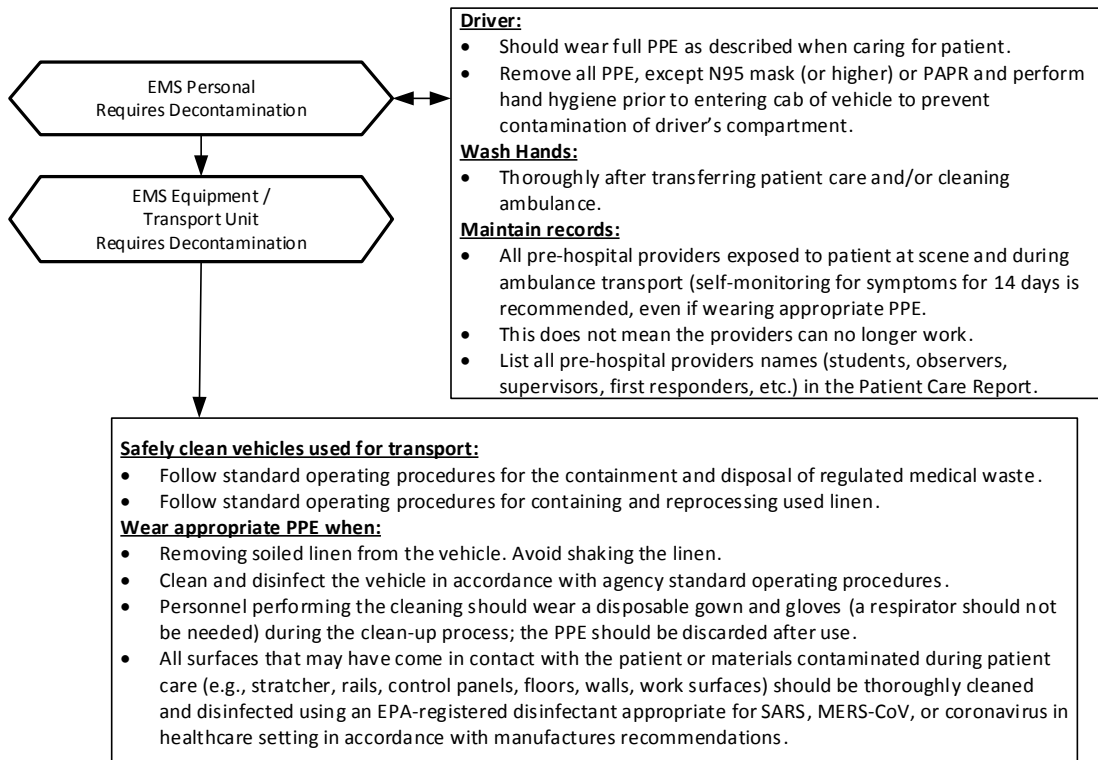 EMS Personal
Requires Decontamination
EMS Equipment /
Transport Unit
Requires Decontamination
Driver:
• Should wear full PPE as described when caring for patient.
• Remove all PPE, except N95 mask (or higher) or PAPR and perform
hand hygiene prior to entering cab of vehicle to prevent
contamination of driver’s compartment.
Wash Hands:
• Thoroughly after transferring patient care and/or cleaning
ambulance.
Maintain records:
• All pre-hospital providers exposed to patient at scene and during
ambulance transport (self-monitoring for symptoms for 14 days is
recommended, even if wearing appropriate PPE.
• This does not mean the providers can no longer work.
• List all pre-hospital providers names (students, observers,
supervisors, first responders, etc.) in the Patient Care Report.
Safely clean vehicles used for transport:
• Follow standard operating procedures for the containment and disposal of regulated medical waste.
• Follow standard operating procedures for containing and reprocessing used linen.
Wear appropriate PPE when:
• Removing soiled linen from the vehicle. Avoid shaking the linen.
• Clean and disinfect the vehicle in accordance with agency standard operating procedures.
• Personnel performing the cleaning should wear a disposable gown and gloves (a respirator should not
be needed) during the clean-up process; the PPE should be discarded after use.
• All surfaces that may have come in contact with the patient or materials contaminated during patient
care (e.g., stratcher, rails, control panels, floors, walls, work surfaces) should be thoroughly cleaned
and disinfected using an EPA-registered disinfectant appropriate for SARS, MERS-CoV, or coronavirus in
healthcare setting in accordance with manufactures recommendations.